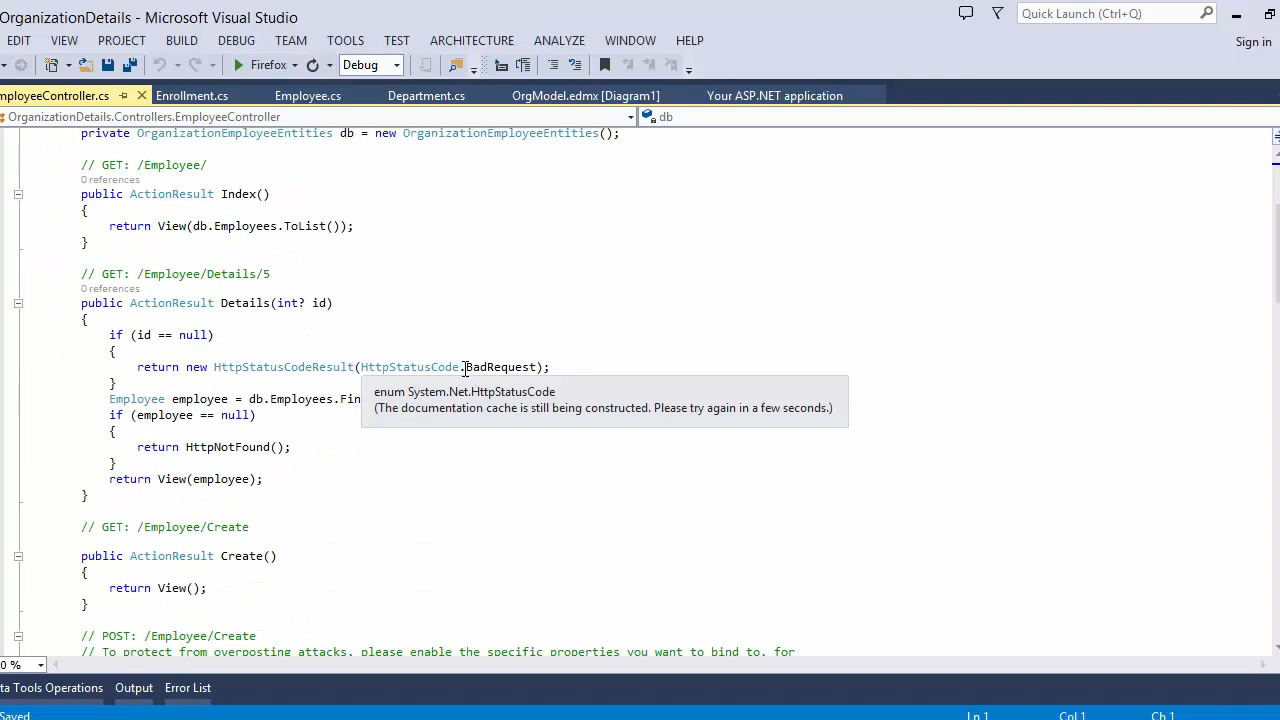 OrganizationDetails - Microsoft Visual Studio
Quick Launch (Ctrl+Q)
EDIT VIEW PROJECT BUILD DEBUG TEAM TOOLS TEST ARCHITECTURE ANALYZE WINDOW HELP
Sign in
Firefox Debug
mployeeController.cs Enrollment.cs Employee.cs Department.cs OrgModel.edmx [Diagram1] Your ASP.NET application
OrganizationDetails.Controllers.EmployeeController db
private OrganizationEmployeeEntities db = new OrganizationEmployeeEntities();
// GET: /Employee/
0 references
public ActionResult Index()
{
return View(db.Employees.ToList());
}
// GET: /Employee/Details/5
0 references
public ActionResult Details(int? id)
{
if (id == null)
{
return new HttpStatusCodeResult(HttpStatusCode.BadRequest);
enum System.Net.HttpStatusCode
(The documentation cache is still being constructed. Please try again in a few seconds.)
}
Employee employee = db.Employees.Fin
if (employee == null)
{
return HttpNotFound();
}
return View(employee);
}
// GET: /Employee/Create
public ActionResult Create()
{
return View();
}
// POST: /Employee/Create
// To protect from overposting attacks, please enable the specific properties you want to bind to, for
0 %
ta Tools Operations Output Error List
Saved Ln 1 Col 1 Ch 1